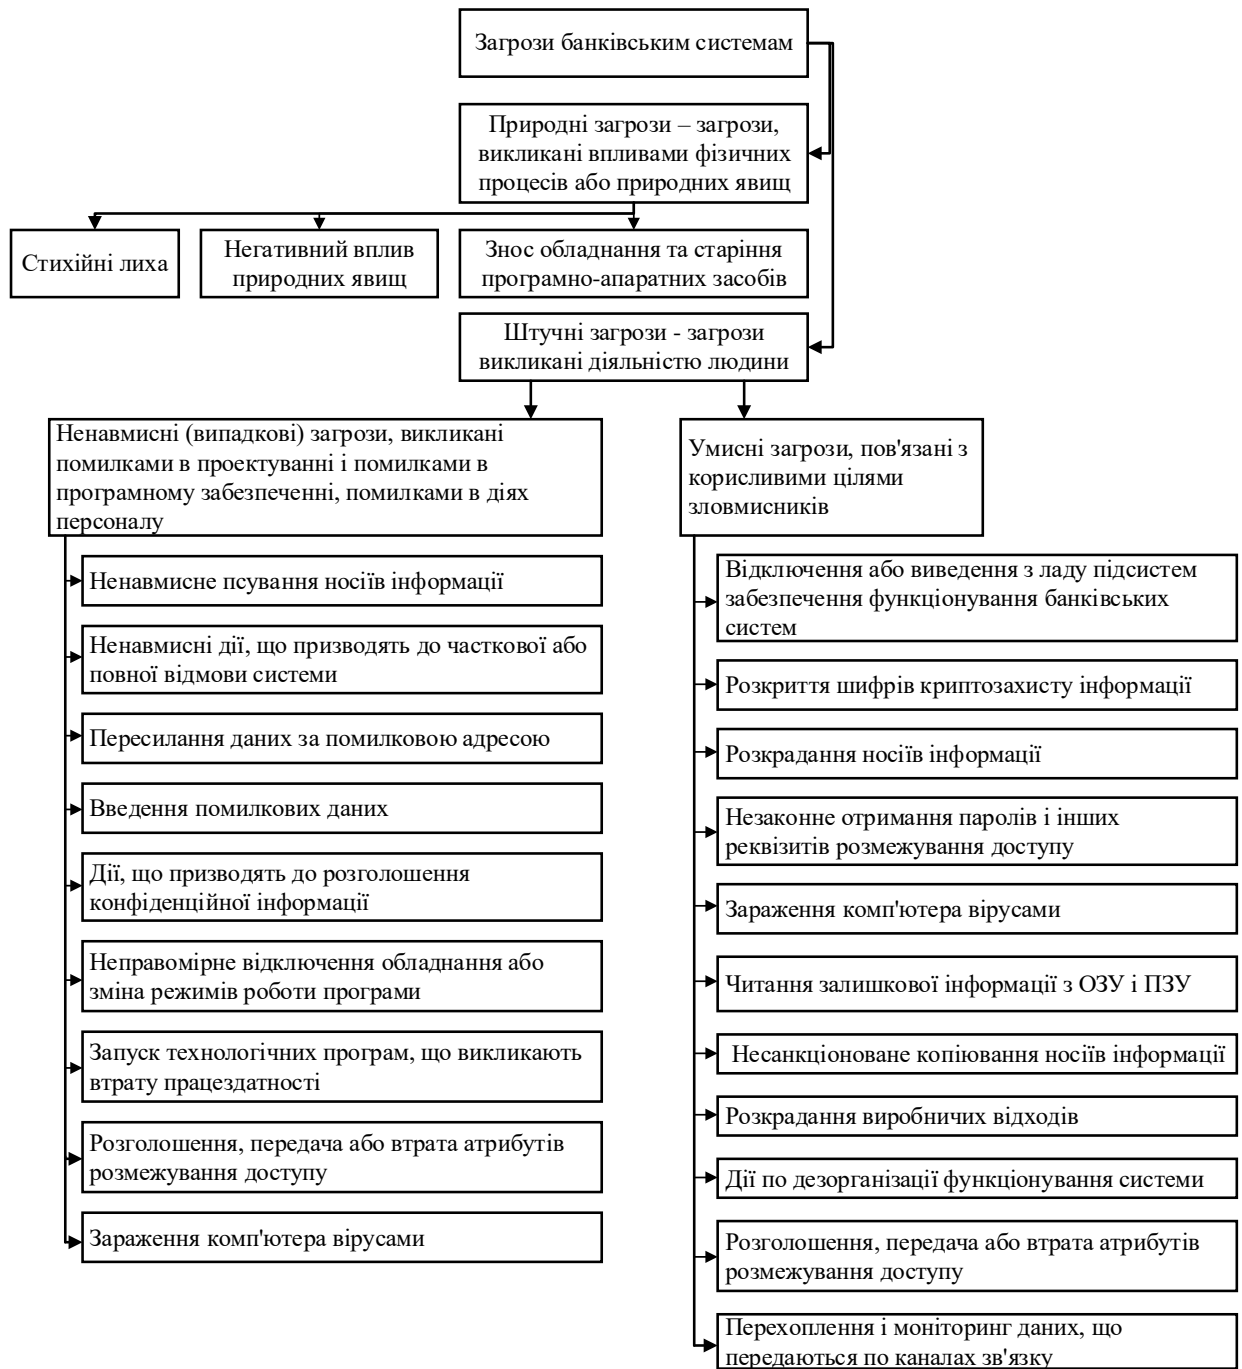 Загрози банківським системам
Природні загрози – загрози,
викликані впливами фізичних
процесів або природних явищ
Стихійні лиха
Негативний вплив
природних явищ
Знос обладнання та старіння
програмно-апаратних засобів
Штучні загрози - загрози
викликані діяльністю людини
Ненавмисні (випадкові) загрози, викликані
помилками в проектуванні і помилками в
програмному забезпеченні, помилками в діях
персоналу
Ненавмисне псування носіїв інформації
Ненавмисні дії, що призводять до часткової або
повної відмови системи
Пересилання даних за помилковою адресою
Введення помилкових даних
Дії, що призводять до розголошення
конфіденційної інформації
Неправомірне відключення обладнання або
зміна режимів роботи програми
Запуск технологічних програм, що викликають
втрату працездатності
Розголошення, передача або втрата атрибутів
розмежування доступу
Зараження комп'ютера вірусами
Умисні загрози, пов'язані з
корисливими цілями
зловмисників
Відключення або виведення з ладу підсистем
забезпечення функціонування банківських
систем
Розкриття шифрів криптозахисту інформації
Розкрадання носіїв інформації
Незаконне отримання паролів і інших
реквізитів розмежування доступу
Зараження комп'ютера вірусами
Читання залишкової інформації з ОЗУ і ПЗУ
Несанкціоноване копіювання носіїв інформації
Розкрадання виробничих відходів
Дії по дезорганізації функціонування системи
Розголошення, передача або втрата атрибутів
розмежування доступу
Перехоплення і моніторинг даних, що
передаються по каналах зв'язку